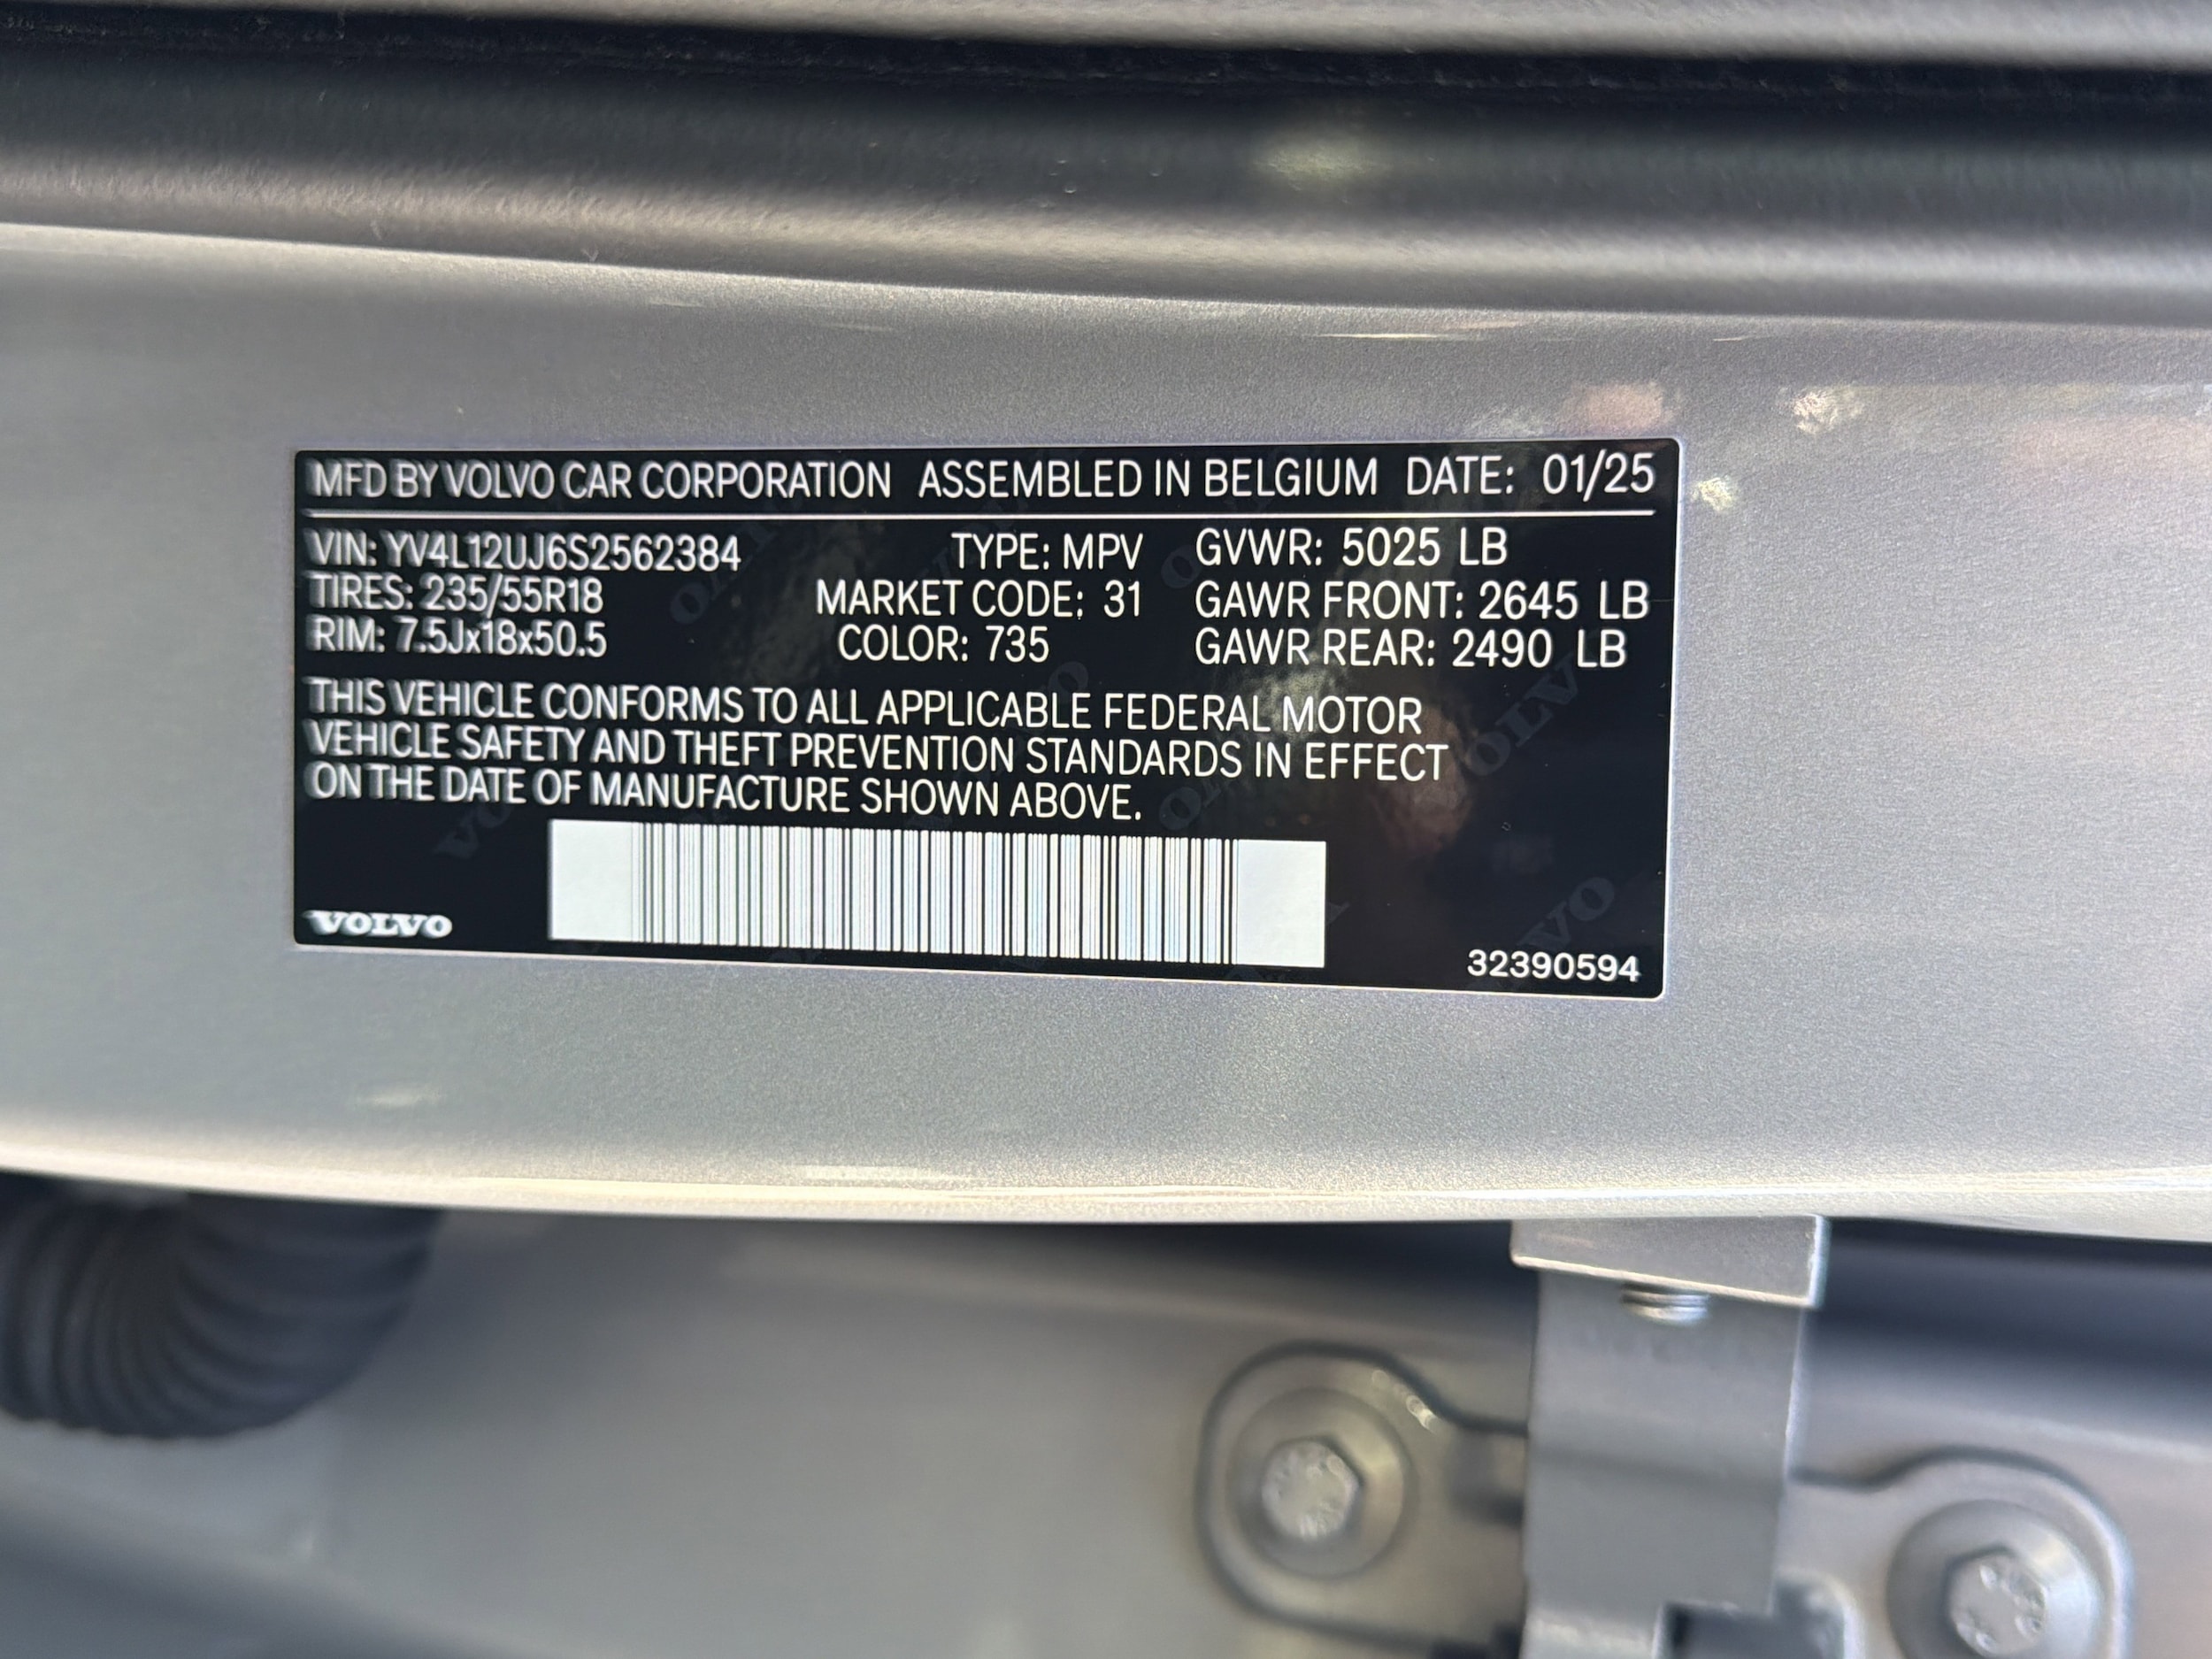 MFD BY VOLVO CAR CORPORATION ASSEMBLED IN BELGIUM DATE: 01/25
VIN: YV4L12UJ6S2562384 TYPE: MPV GVWR: 5025 LB
TIRES: 235/55R18 MARKET CODE: 31 GAWR FRONT: 2645 LB
RIM: 7.5Jx18x50.5 COLOR: 735 GAWR REAR: 2490 LB
THIS VEHICLE CONFORMS TO ALL APPLICABLE FEDERAL MOTOR
VEHICLE SAFETY AND THEFT PREVENTION STANDARDS IN EFFECT
ON THE DATE OF MANUFACTURE SHOWN ABOVE.
VOLVO
32390594